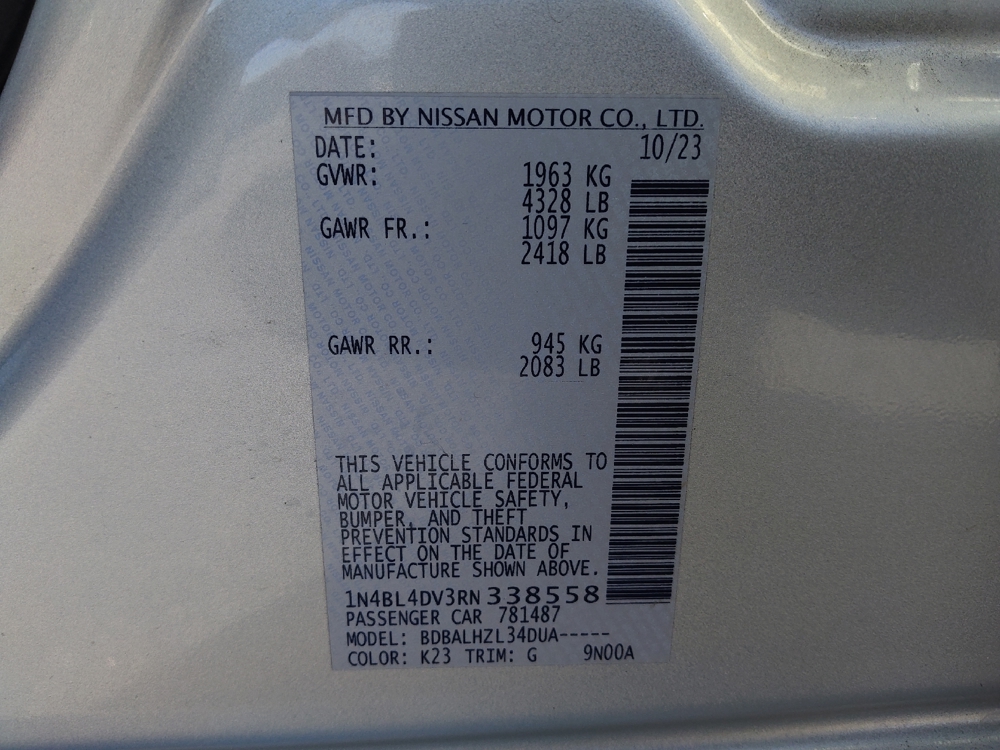 MFD BY NISSAN MOTOR CO., LTD.
DATE: 10/23
GVWR: 1963 KG
4328 LB
GAWR FR.: 1097 KG
2418 LB
GAWR RR.: 945 KG
2083 LB
THIS VEHICLE CONFORMS TO
ALL APPLICABLE FEDERAL
MOTOR VEHICLE SAFETY,
BUMPER, AND THEFT
PREVENTION STANDARDS IN
EFFECT ON THE DATE OF
MANUFACTURE SHOWN ABOVE.
1N4BL4DV3RN338558
PASSENGER CAR 781487
MODEL: BDBALHZL34DUA-----
COLOR: K23 TRIM: G 9N00A